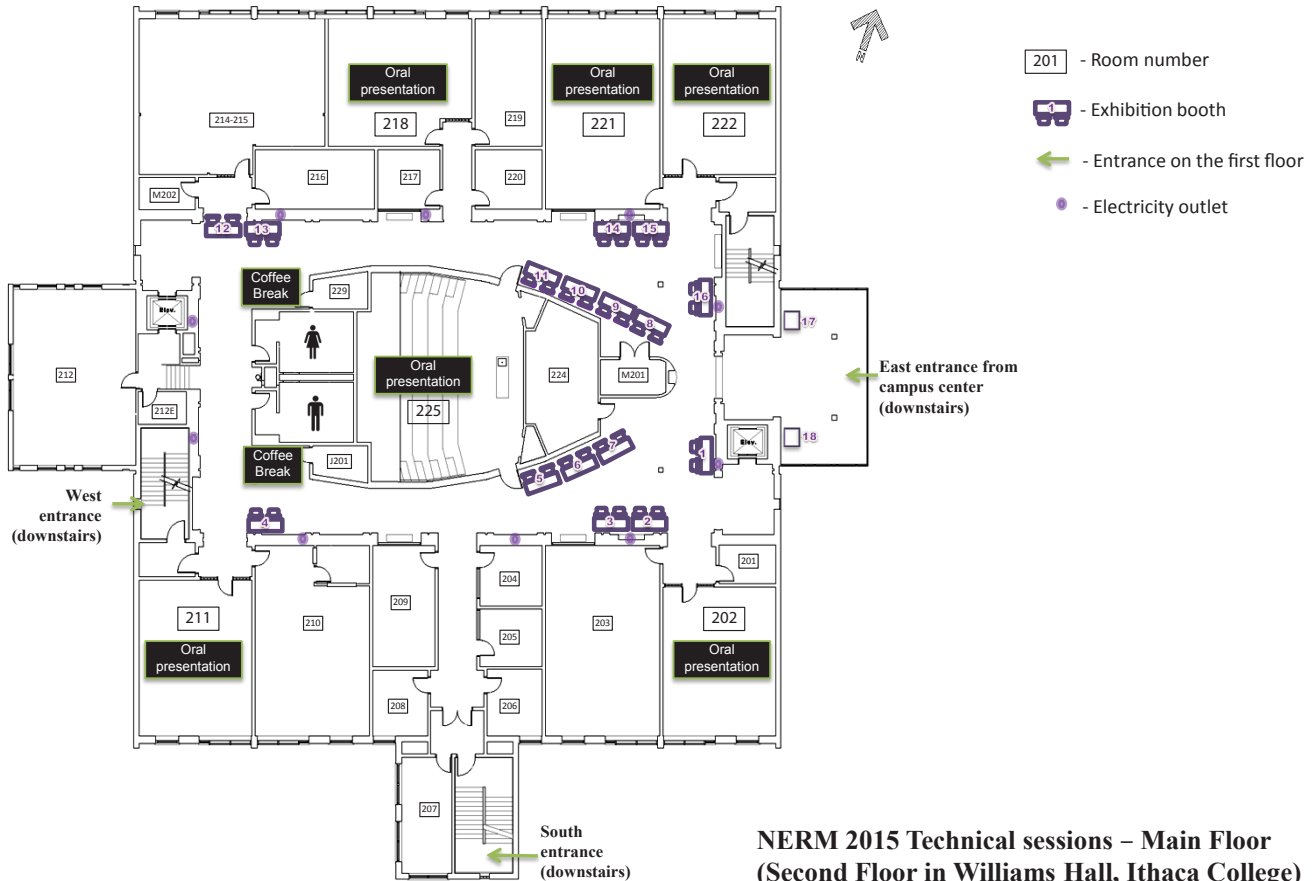 Oral
presentation
218
Oral
presentation
221
Oral
presentation
222
214-215
219
216
217
220
M202
201 - Room number
1 - Exhibition booth
- Entrance on the first floor
- Electricity outlet
N
12
13
14
15
Coffee
Break
229
11
10
9
8
16
17
Elev.
212
212E
Oral
presentation
225
224
M201
East entrance from
campus center
(downstairs)
Coffee
Break
J201
5
6
7
1
Elev.
18
West
entrance
(downstairs)
4
3
2
211
Oral
presentation
210
209
204
205
203
201
202
Oral
presentation
208
206
207
South
entrance
(downstairs)
NERM 2015 Technical sessions – Main Floor
(Second Floor in Williams Hall, Ithaca College)